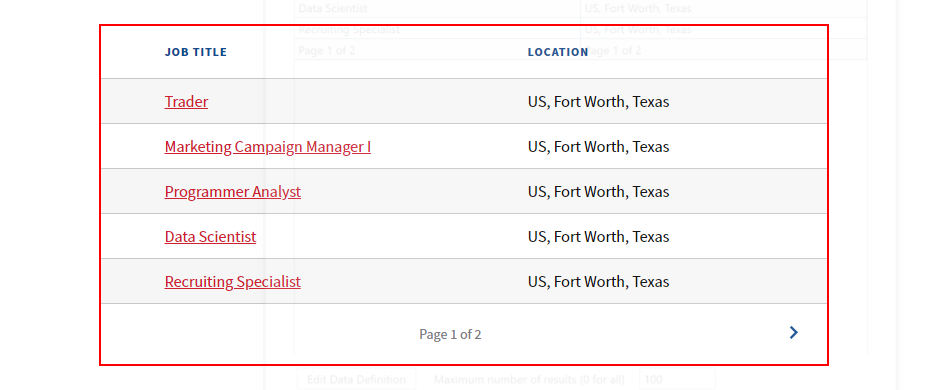 Data Scientist US, Fort Worth, Texas
Recruiting Specialist US, Fort Worth, Texas
Page 1 of 2 Page 1 of 2
JOB TITLE LOCATION
Trader US, Fort Worth, Texas
Marketing Campaign Manager I US, Fort Worth, Texas
Programmer Analyst US, Fort Worth, Texas
Data Scientist US, Fort Worth, Texas
Recruiting Specialist US, Fort Worth, Texas
Page 1 of 2
Edit Data Definition Maximum number of results (0 for all) 100